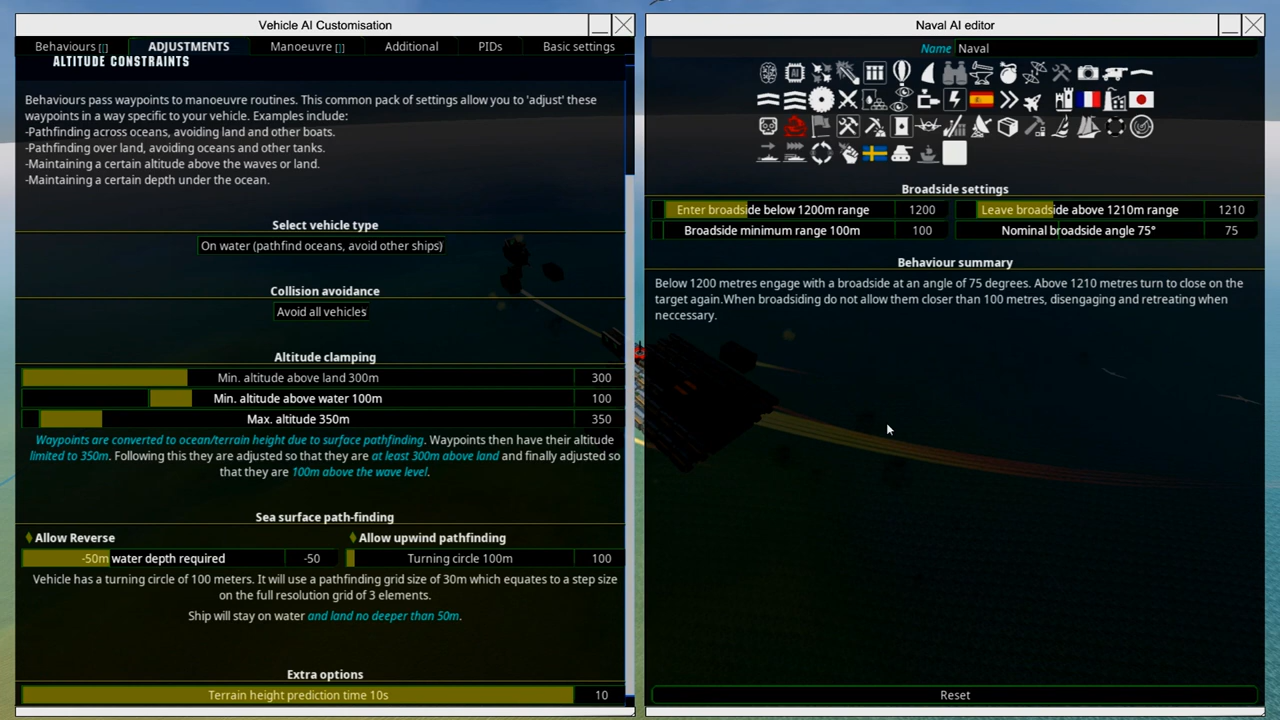 Vehicle AI Customisation
Behaviours [[]
ADJUSTMENTS
Manoeuvre [[]
Additional
PIDs
Basic settings
ALTITUDE CONSTRAINTS
Behaviours pass waypoints to manoeuvre routines. This common pack of settings allow you to 'adjust' these
waypoints in a way specific to your vehicle. Examples include:
-Pathfinding across oceans, avoiding land and other boats.
-Pathfinding over land, avoiding oceans and other tanks.
-Maintaining a certain altitude above the waves or land.
-Maintaining a certain depth under the ocean.
Select vehicle type
On water (pathfind oceans, avoid other ships)
Collision avoidance
Avoid all vehicles
Altitude clamping
Min. altitude above land 300m 300
Min. altitude above water 100m 100
Max. altitude 350m 350
Waypoints are converted to ocean/terrain height due to surface pathfinding. Waypoints then have their altitude
limited to 350m. Following this they are adjusted so that they are at least 300m above land and finally adjusted so
that they are 100m above the wave level.
Sea surface path-finding
Allow Reverse Allow upwind pathfinding
-50m water depth required -50 Turning circle 100m 100
Vehicle has a turning circle of 100 meters. It will use a pathfinding grid size of 30m which equates to a step size
on the full resolution grid of 3 elements.
Ship will stay on water and land no deeper than 50m.
Extra options
Terrain height prediction time 10s 10
Naval AI editor
Name Naval
Broadside settings
Enter broadside below 1200m range 1200 Leave broadside above 1210m range 1210
Broadside minimum range 100m 100 Nominal broadside angle 75° 75
Behaviour summary
Below 1200 metres engage with a broadside at an angle of 75 degrees. Above 1210 metres turn to close on the
target again.When broadsiding do not allow them closer than 100 metres, disengaging and retreating when
neccessary.
Reset